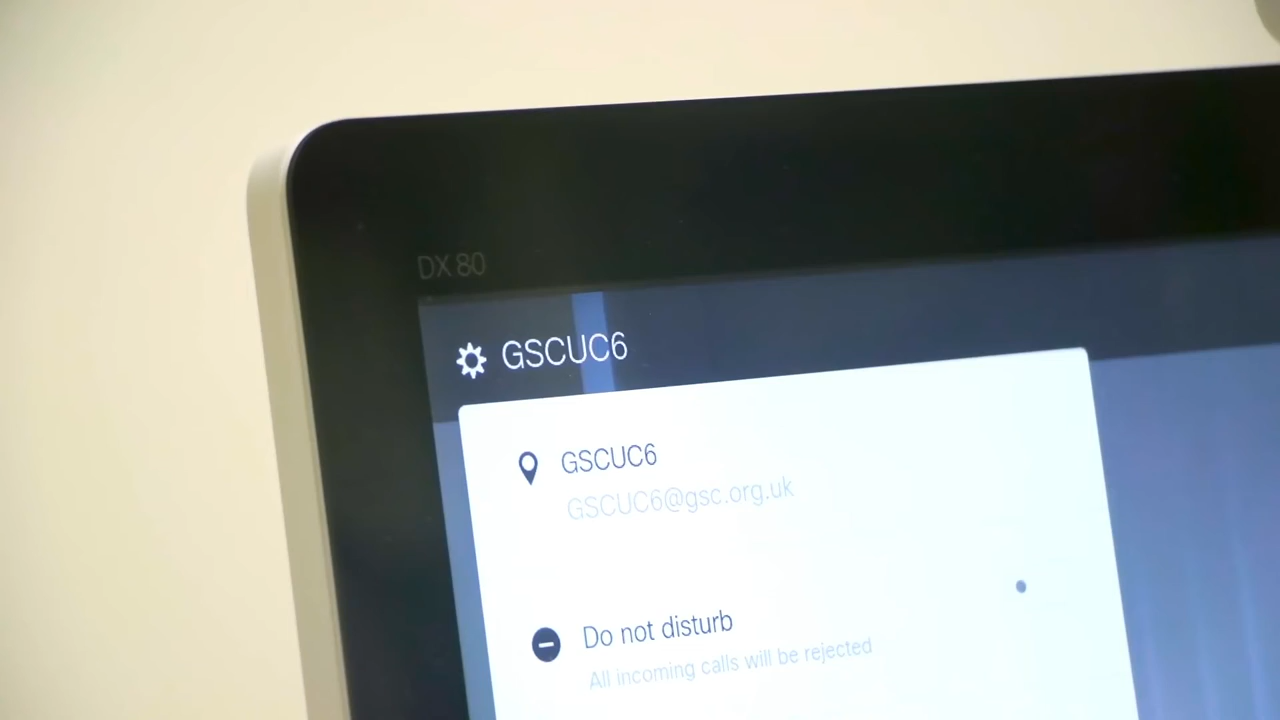 DX 80
GSCUC6
GSCUC6
GSCUC6@gsc.org.uk
Do not disturb
All incoming calls will be rejected